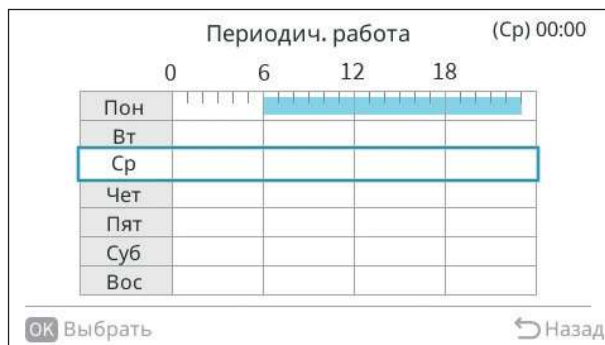 Периодич. работа (Ср) 00:00
0 6 12 18
Пон
Вт
Ср
Чет
Пят
Суб
Вос
OK Выбрать Назад